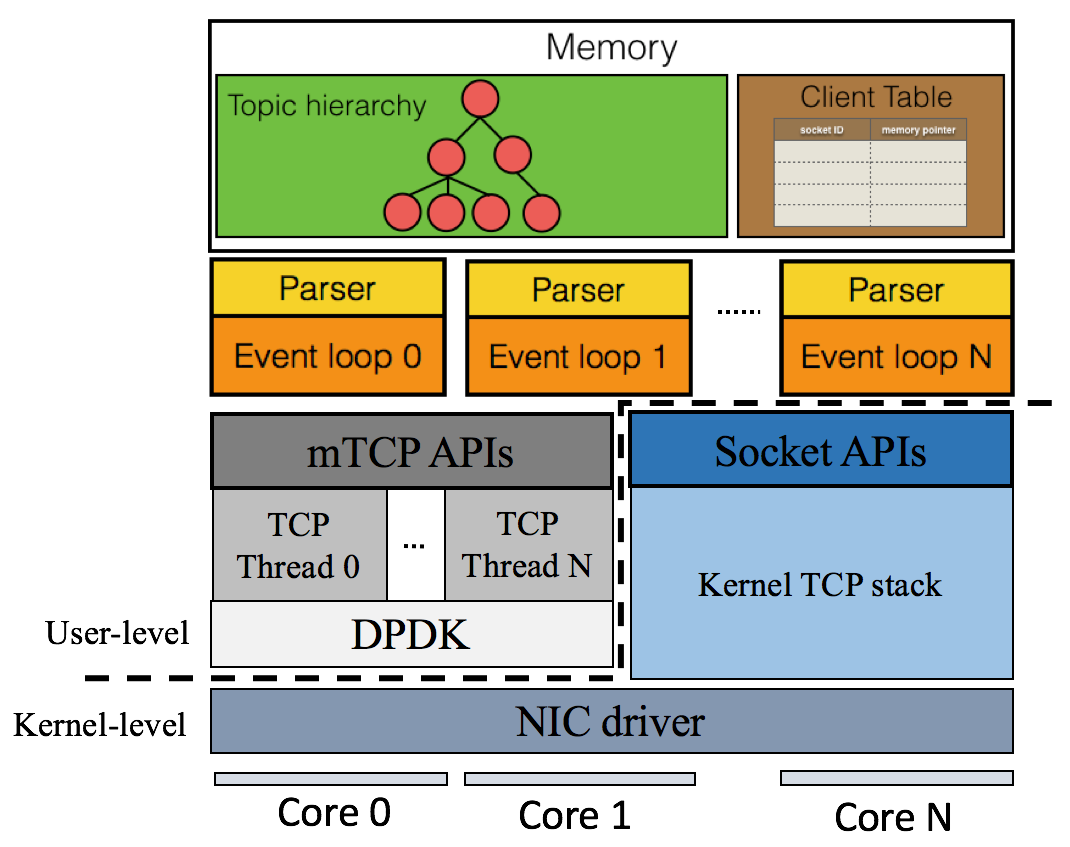 Memory
Topic hierarchy
Client Table
socket ID memory pointer
Parser Parser ...... Parser
Event loop 0 Event loop 1 Event loop N
mTCP APIs Socket APIs
TCP
Thread 0
...
TCP
Thread N
Kernel TCP stack
User-level
DPDK
Kernel-level
NIC driver
Core 0 Core 1 Core N